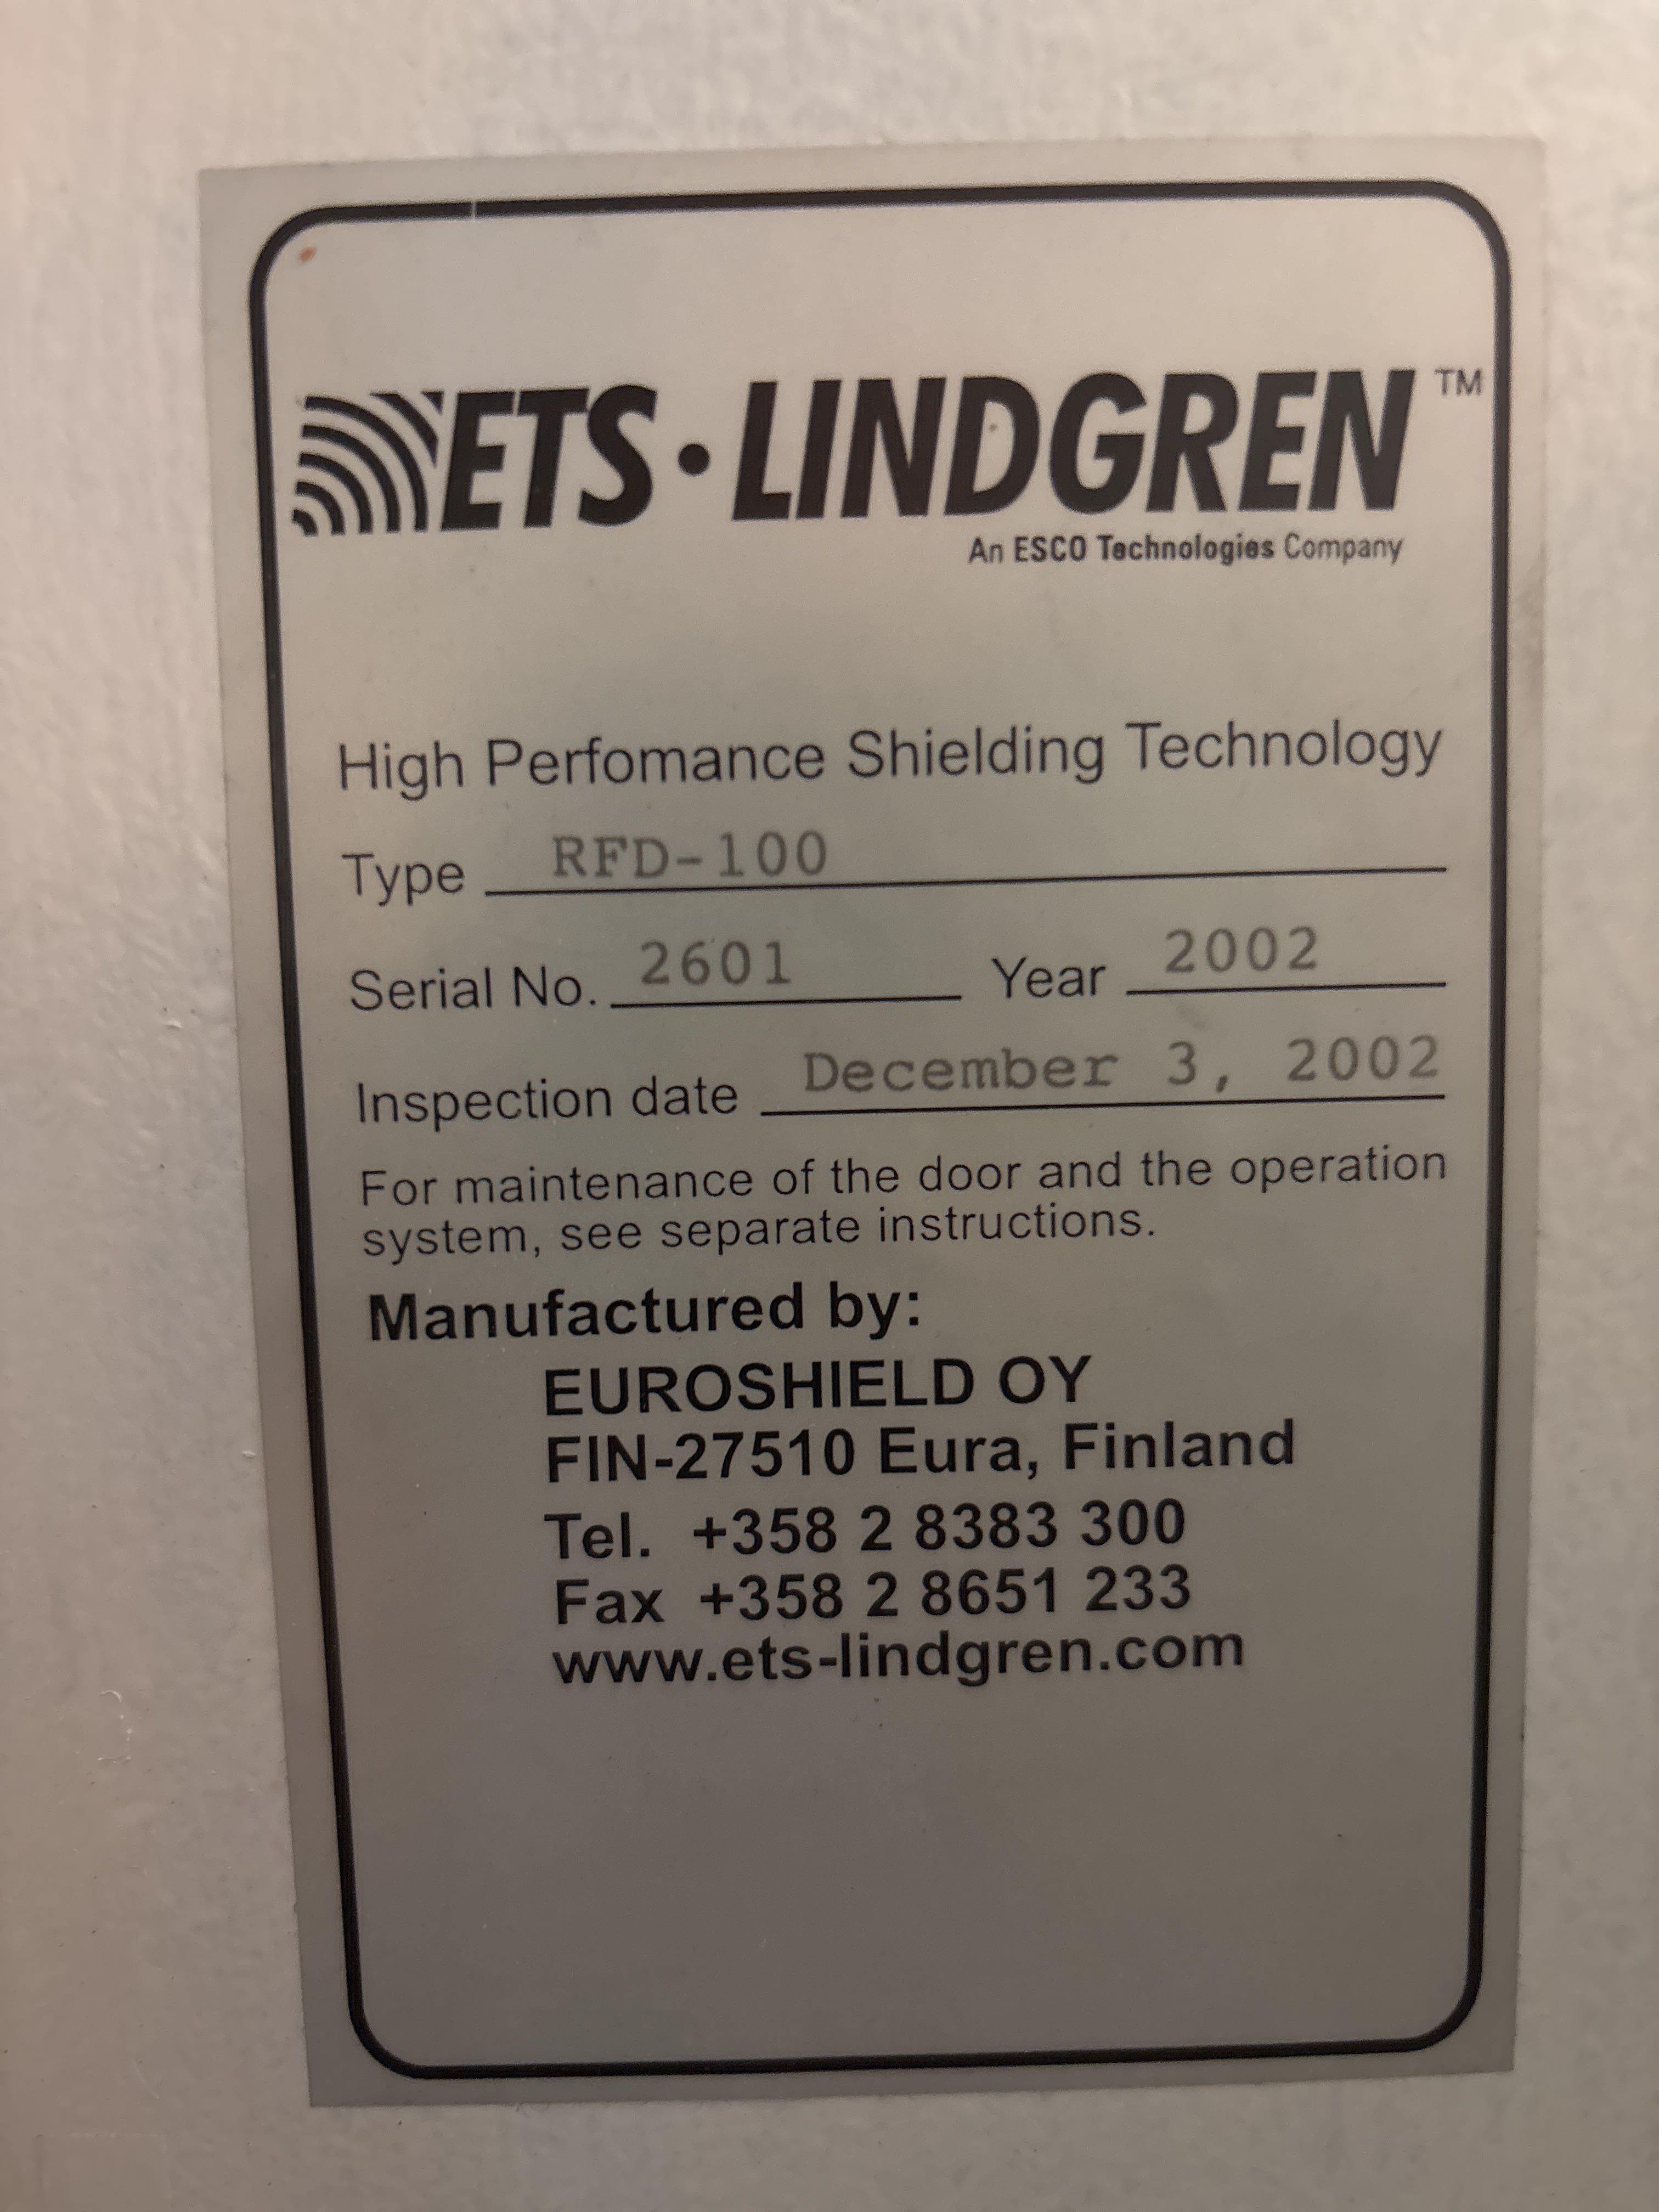 ETS·LINDGREN™
An ESCO Technologies Company
High Perfomance Shielding Technology
Type RFD-100
Serial No. 2601 Year 2002
Inspection date December 3, 2002
For maintenance of the door and the operation
system, see separate instructions.
Manufactured by:
EUROSHIELD OY
FIN-27510 Eura, Finland
Tel. +358 2 8383 300
Fax +358 2 8651 233
www.ets-lindgren.com